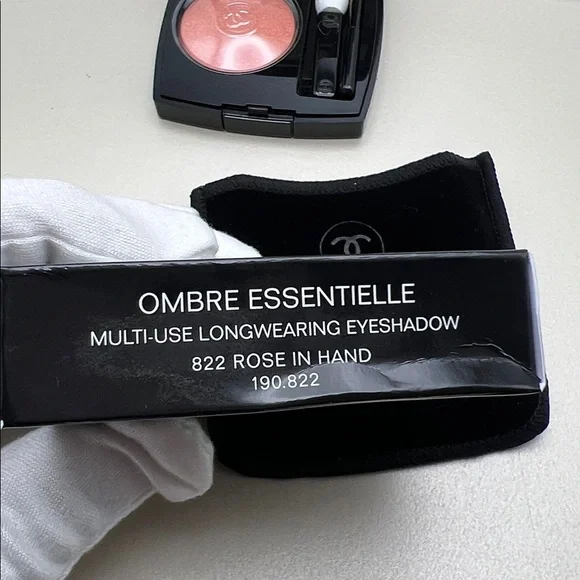 OMBRE ESSENTIELLE
MULTI-USE LONGWEARING EYESHADOW
822 ROSE IN HAND
190.822